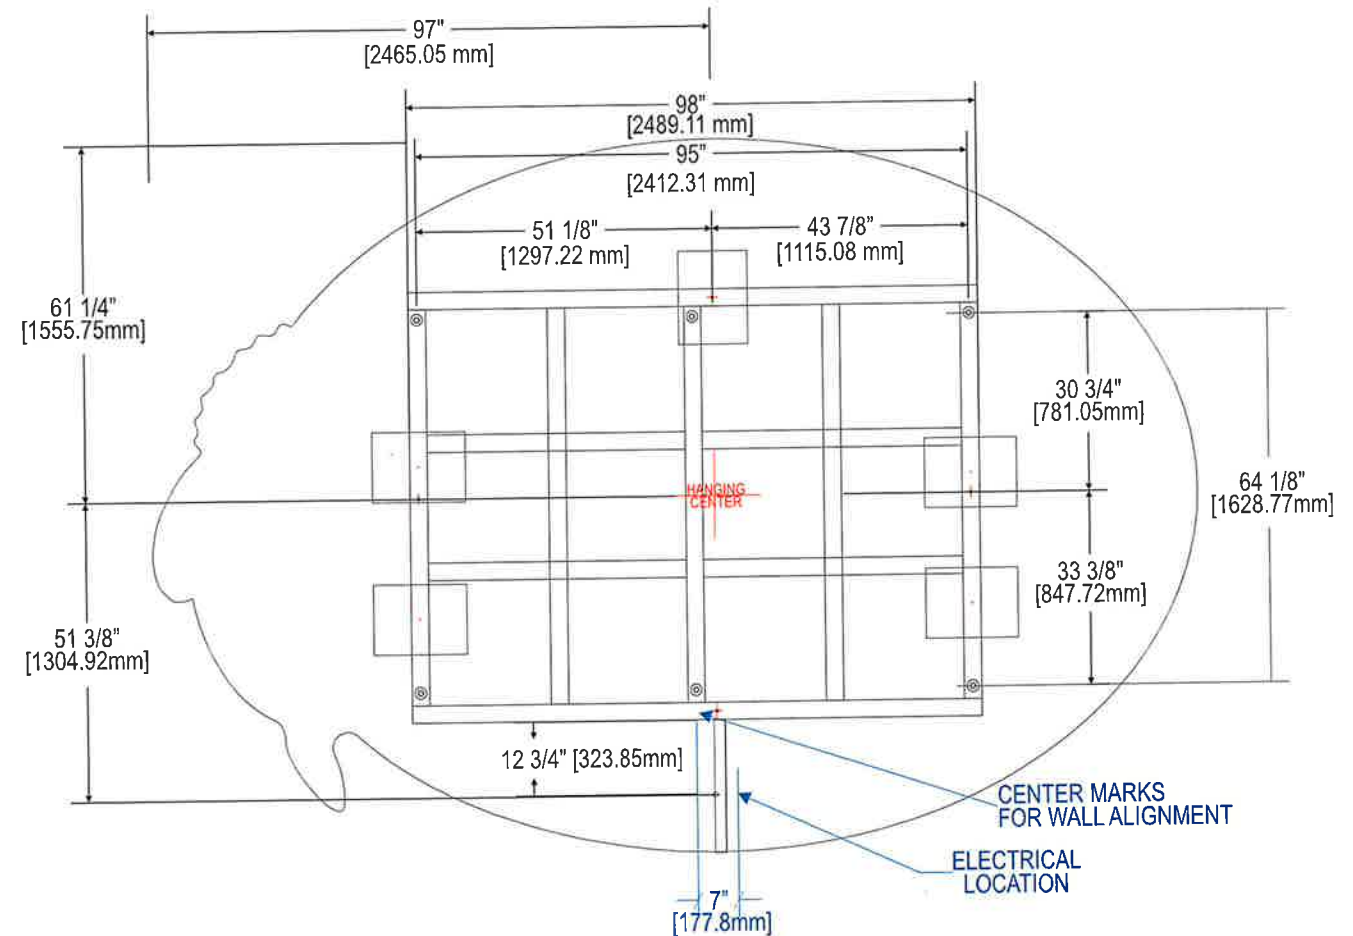 97"
[2465.05 mm]
98"
[2489.11 mm]
95"
[2412.31 mm]
51 1/8"
[1297.22 mm]
43 7/8"
[1115.08 mm]
61 1/4"
[1555.75mm]
30 3/4"
[781.05mm]
64 1/8"
[1628.77mm]
HANGING
CENTER
33 3/8"
[847.72mm]
51 3/8"
[1304.92mm]
12 3/4" [323.85mm]
CENTER MARKS
FOR WALL ALIGNMENT
ELECTRICAL
LOCATION
7"
[177.8mm]